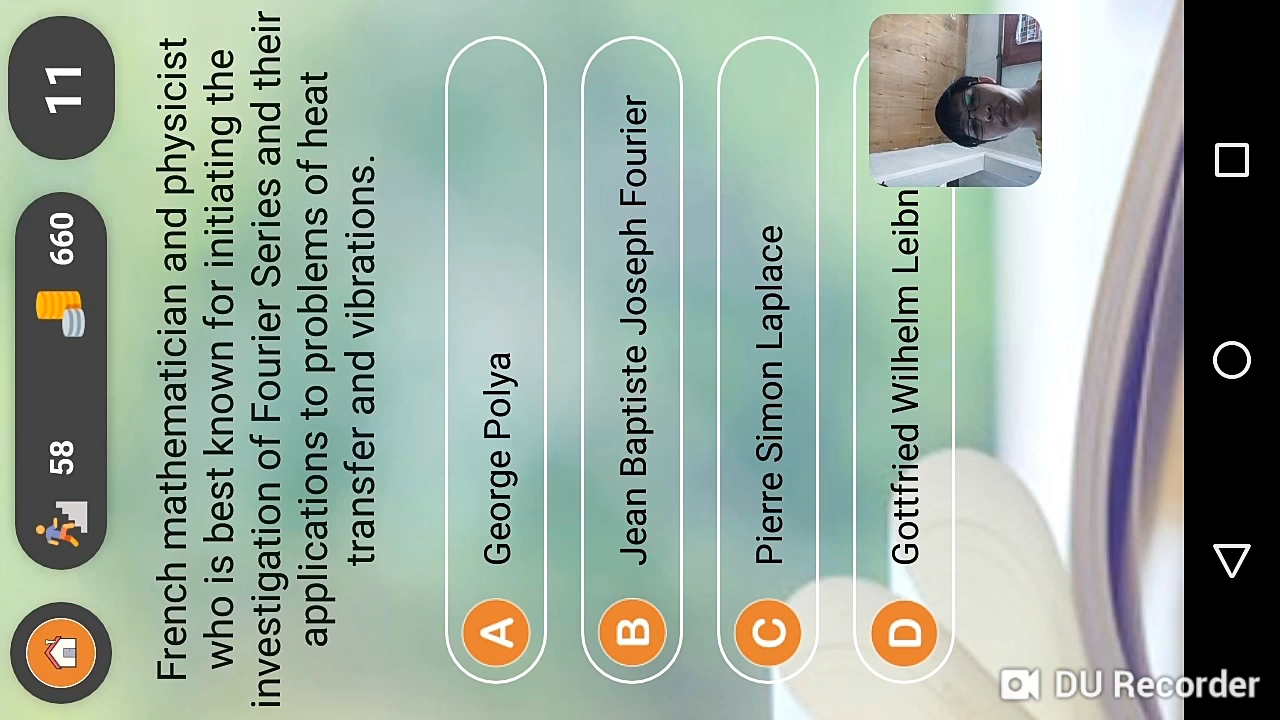 58
660
11
French mathematician and physicist
who is best known for initiating the
investigation of Fourier Series and their
applications to problems of heat
transfer and vibrations.
A George Polya
B Jean Baptiste Joseph Fourier
C Pierre Simon Laplace
D Gottfried Wilhelm Leibn
DU Recorder